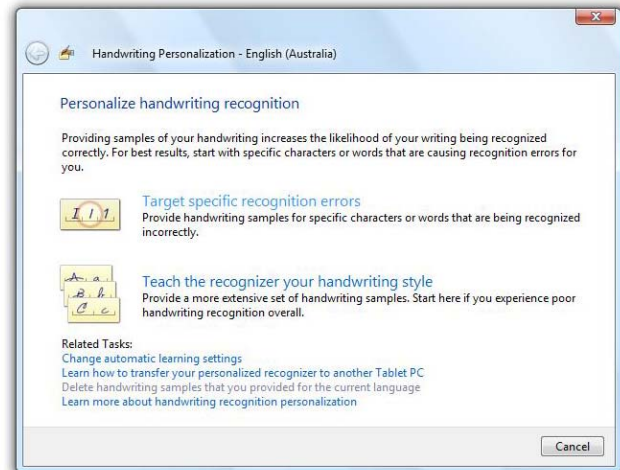 Handwriting Personalization - English (Australia)
Personalize handwriting recognition
Providing samples of your handwriting increases the likelihood of your writing being recognized
correctly. For best results, start with specific characters or words that are causing recognition errors for
you.
I 1 1
Target specific recognition errors
Provide handwriting samples for specific characters or words that are being recognized
incorrectly.
A a
B b
C c
Teach the recognizer your handwriting style
Provide a more extensive set of handwriting samples. Start here if you experience poor
handwriting recognition overall.
Related Tasks:
Change automatic learning settings
Learn how to transfer your personalized recognizer to another Tablet PC
Delete handwriting samples that you provided for the current language
Learn more about handwriting recognition personalization
Cancel